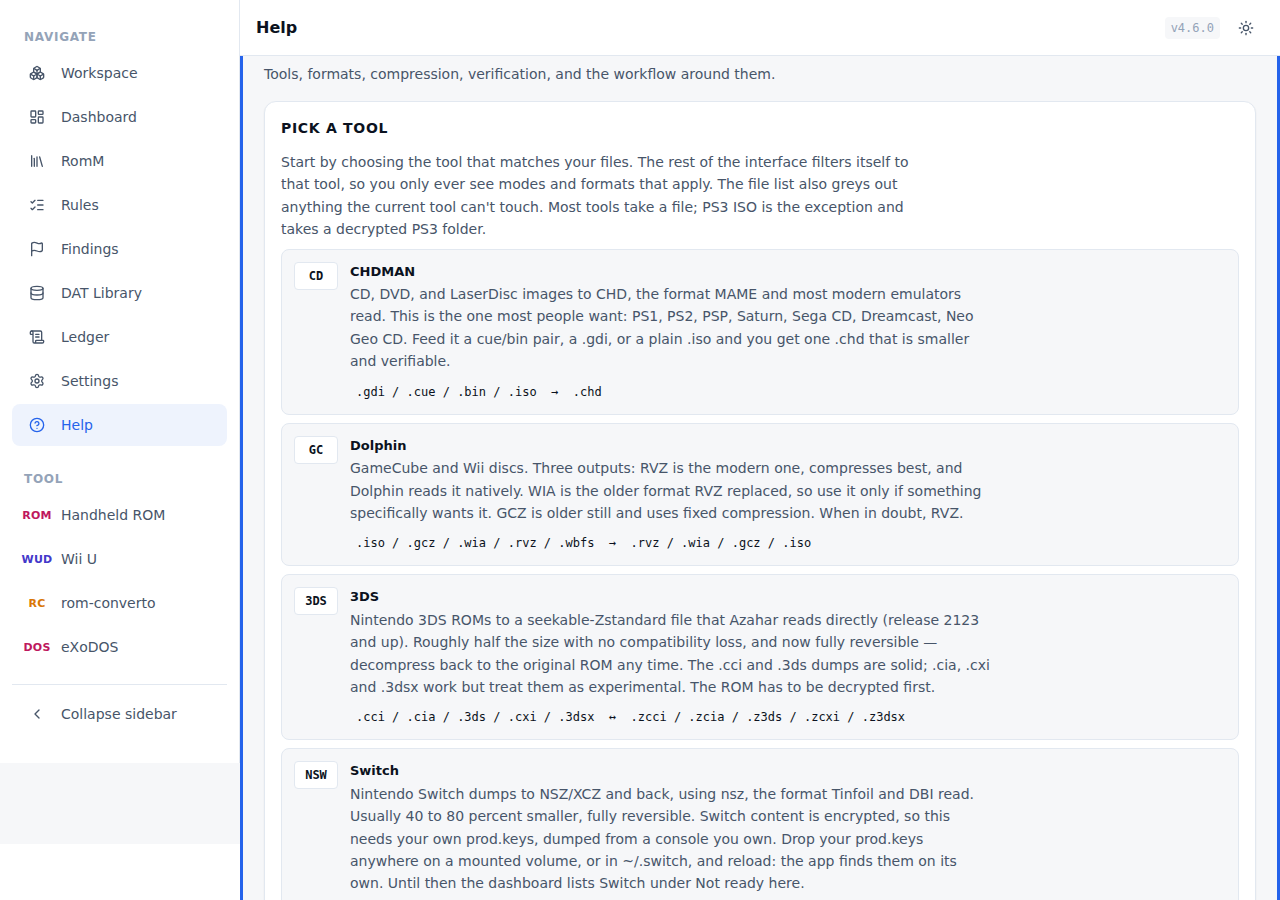 NAVIGATE
Workspace
Dashboard
RomM
Rules
Findings
DAT Library
Ledger
Settings
Help
TOOL
ROM Handheld ROM
WUD Wii U
RC rom-converto
DOS eXoDOS
Collapse sidebar
Help
v4.6.0
Tools, formats, compression, verification, and the workflow around them.
PICK A TOOL
Start by choosing the tool that matches your files. The rest of the interface filters itself to
that tool, so you only ever see modes and formats that apply. The file list also greys out
anything the current tool can't touch. Most tools take a file; PS3 ISO is the exception and
takes a decrypted PS3 folder.
CD CHDMAN
CD, DVD, and LaserDisc images to CHD, the format MAME and most modern emulators
read. This is the one most people want: PS1, PS2, PSP, Saturn, Sega CD, Dreamcast, Neo
Geo CD. Feed it a cue/bin pair, a .gdi, or a plain .iso and you get one .chd that is smaller
and verifiable.
.gdi / .cue / .bin / .iso → .chd
GC Dolphin
GameCube and Wii discs. Three outputs: RVZ is the modern one, compresses best, and
Dolphin reads it natively. WIA is the older format RVZ replaced, so use it only if something
specifically wants it. GCZ is older still and uses fixed compression. When in doubt, RVZ.
.iso / .gcz / .wia / .rvz / .wbfs → .rvz / .wia / .gcz / .iso
3DS 3DS
Nintendo 3DS ROMs to a seekable-Zstandard file that Azahar reads directly (release 2123
and up). Roughly half the size with no compatibility loss, and now fully reversible —
decompress back to the original ROM any time. The .cci and .3ds dumps are solid; .cia, .cxi
and .3dsx work but treat them as experimental. The ROM has to be decrypted first.
.cci / .cia / .3ds / .cxi / .3dsx ↔ .zcci / .zcia / .z3ds / .zcxi / .z3dsx
NSW Switch
Nintendo Switch dumps to NSZ/XCZ and back, using nsz, the format Tinfoil and DBI read.
Usually 40 to 80 percent smaller, fully reversible. Switch content is encrypted, so this
needs your own prod.keys, dumped from a console you own. Drop your prod.keys
anywhere on a mounted volume, or in ~/.switch, and reload: the app finds them on its
own. Until then the dashboard lists Switch under Not ready here.